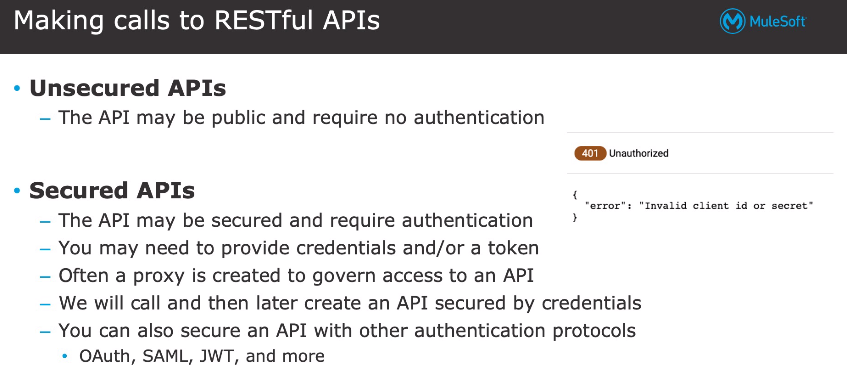 Making calls to RESTful APIs
MuleSoft
• Unsecured APIs
– The API may be public and require no authentication
401 Unauthorized
{
"error": "Invalid client id or secret"
}
• Secured APIs
– The API may be secured and require authentication
– You may need to provide credentials and/or a token
– Often a proxy is created to govern access to an API
– We will call and then later create an API secured by credentials
– You can also secure an API with other authentication protocols
• OAuth, SAML, JWT, and more